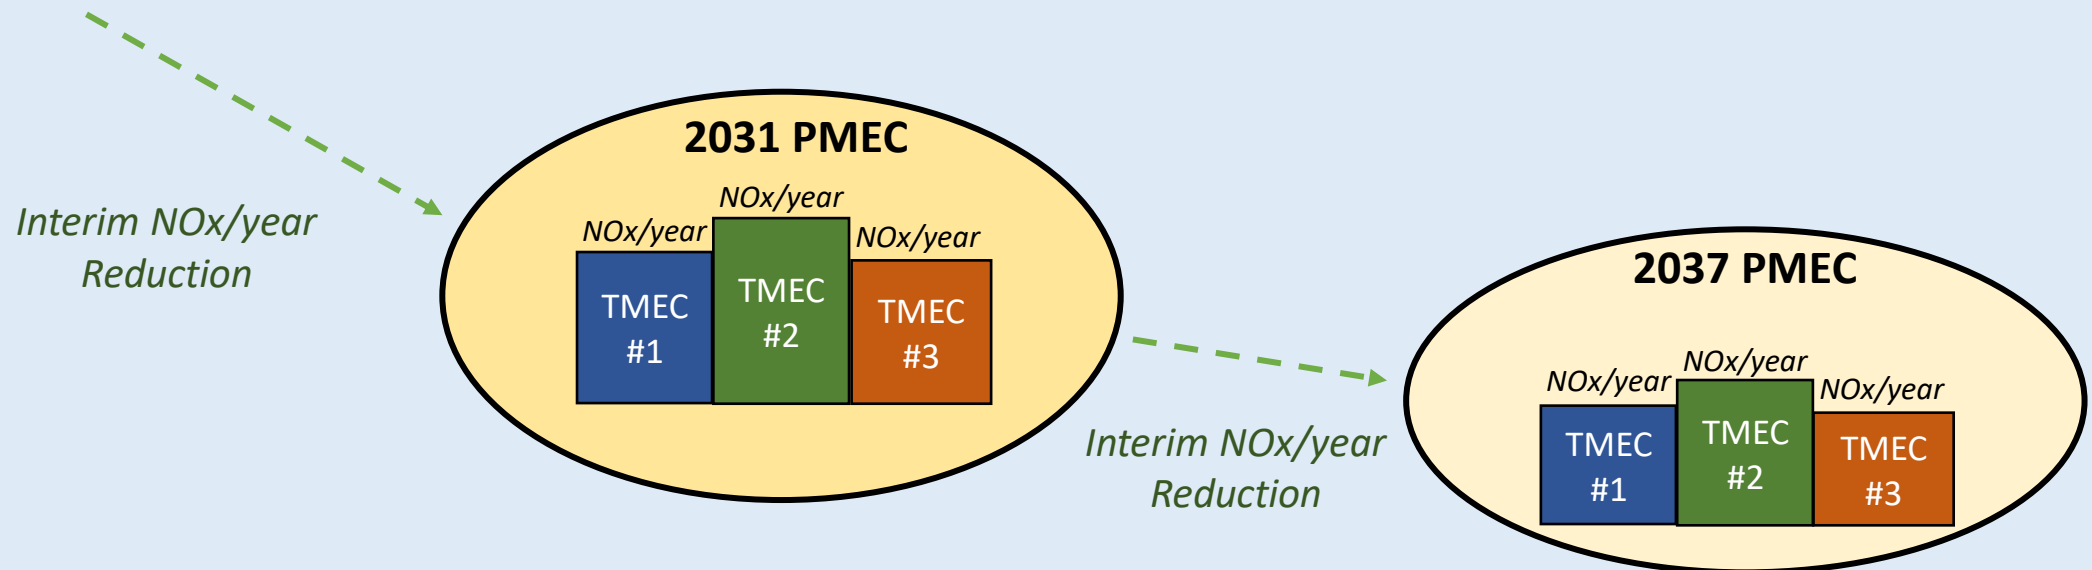 Interim NOx/year
Reduction
2031 PMEC
NOx/year
NOx/year
NOx/year
TMEC
#1
TMEC
#2
TMEC
#3
Interim NOx/year
Reduction
2037 PMEC
NOx/year
NOx/year
NOx/year
TMEC
#1
TMEC
#2
TMEC
#3